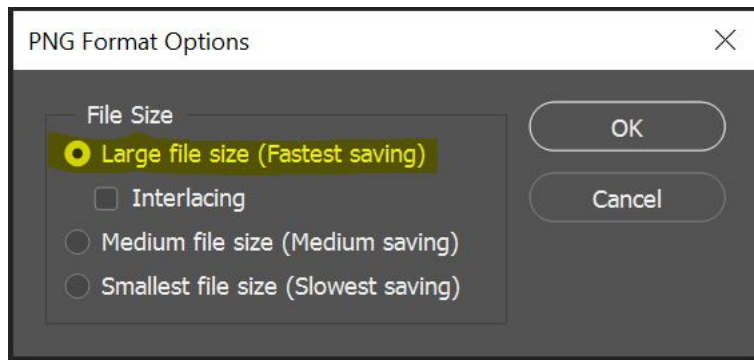 PNG Format Options
File Size
Large file size (Fastest saving)
Interlacing
Medium file size (Medium saving)
Smallest file size (Slowest saving)
OK
Cancel